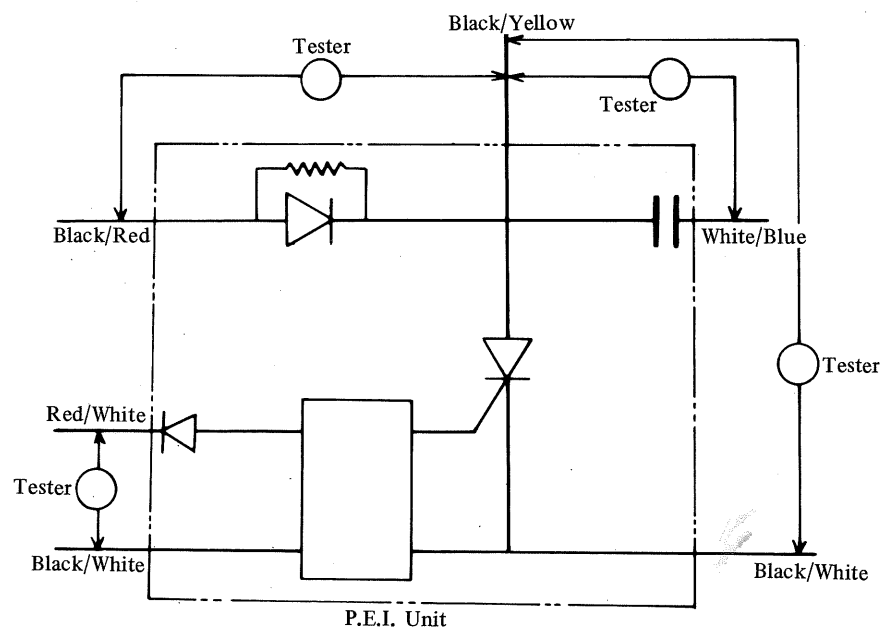 Black/Yellow
Tester
Tester
Black/Red
White/Blue
Tester
Red/White
Tester
Black/White
Black/White
P.E.I. Unit